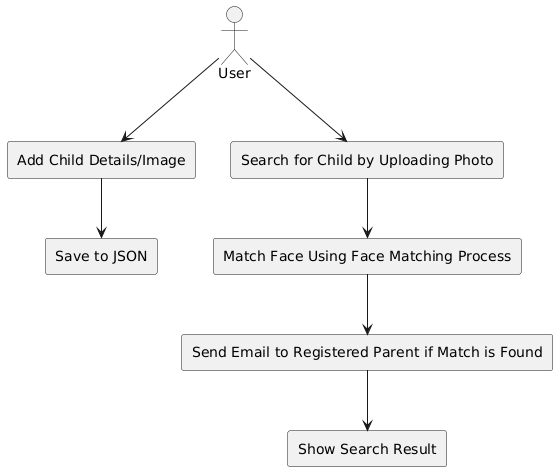 User
Add Child Details/Image
Search for Child by Uploading Photo
Save to JSON
Match Face Using Face Matching Process
Send Email to Registered Parent if Match is Found
Show Search Result